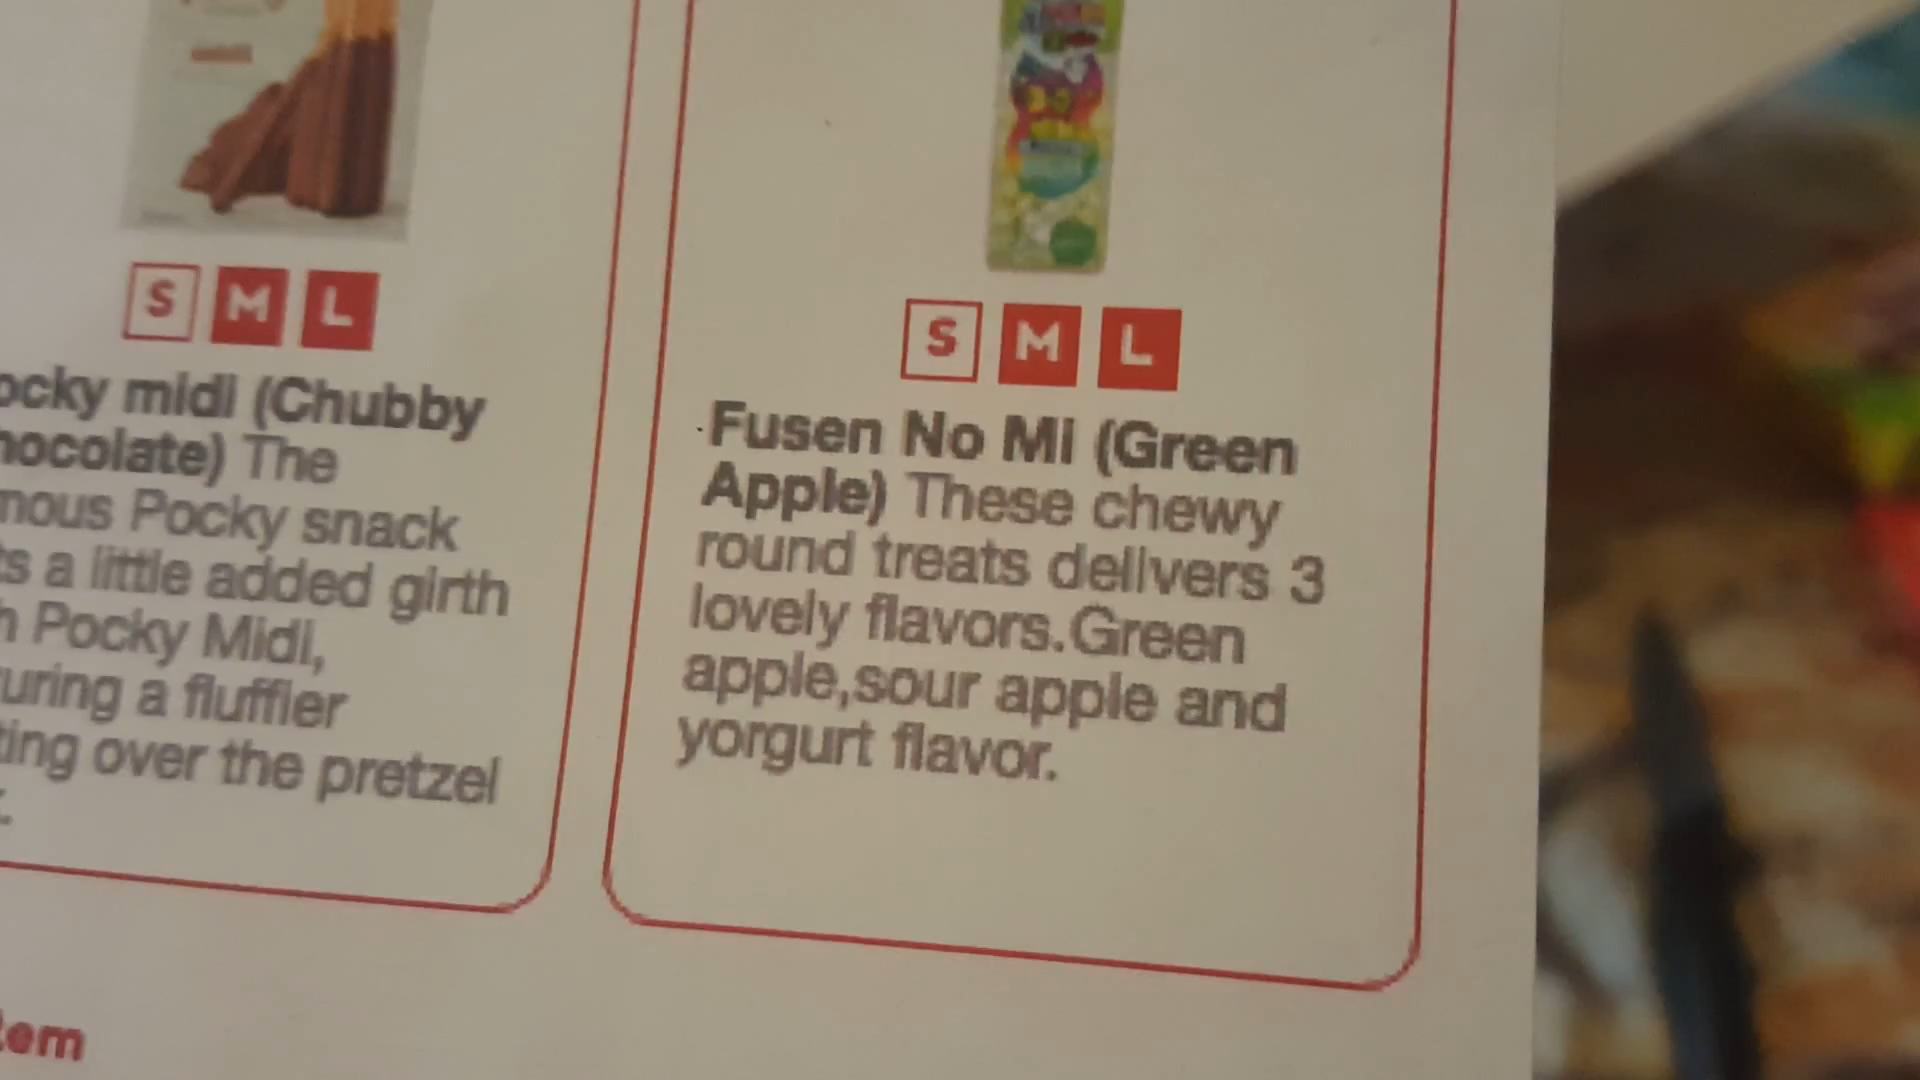 S M L
ocky midi (Chubby
hocolate) The
mous Pocky snack
ts a little added girth
h Pocky Midi,
uring a fluffier
ting over the pretzel
S M L
Fusen No Mi (Green
Apple) These chewy
round treats delivers 3
lovely flavors.Green
apple,sour apple and
yorgurt flavor.
tem